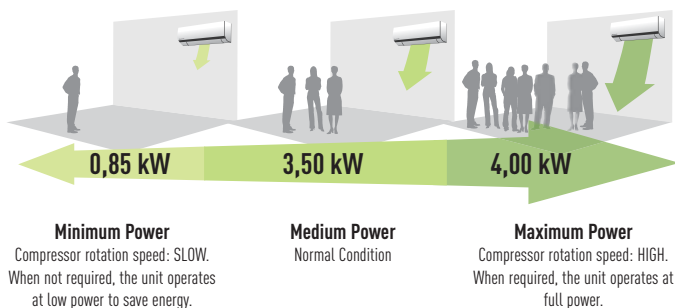 0,85 kW
3,50 kW
4,00 kW
Minimum Power
Compressor rotation speed: SLOW.
When not required, the unit operates
at low power to save energy.
Medium Power
Normal Condition
Maximum Power
Compressor rotation speed: HIGH.
When required, the unit operates at
full power.